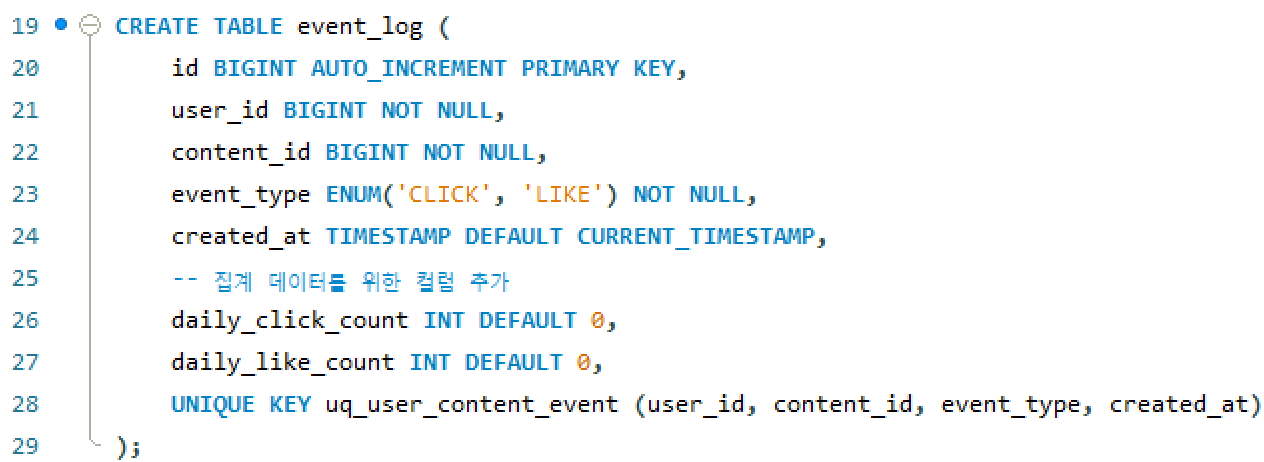 19 CREATE TABLE event_log (
20 id BIGINT AUTO_INCREMENT PRIMARY KEY,
21 user_id BIGINT NOT NULL,
22 content_id BIGINT NOT NULL,
23 event_type ENUM('CLICK', 'LIKE') NOT NULL,
24 created_at TIMESTAMP DEFAULT CURRENT_TIMESTAMP,
25 -- 집계 데이터를 위한 컬럼 추가
26 daily_click_count INT DEFAULT 0,
27 daily_like_count INT DEFAULT 0,
28 UNIQUE KEY uq_user_content_event (user_id, content_id, event_type, created_at)
29 );